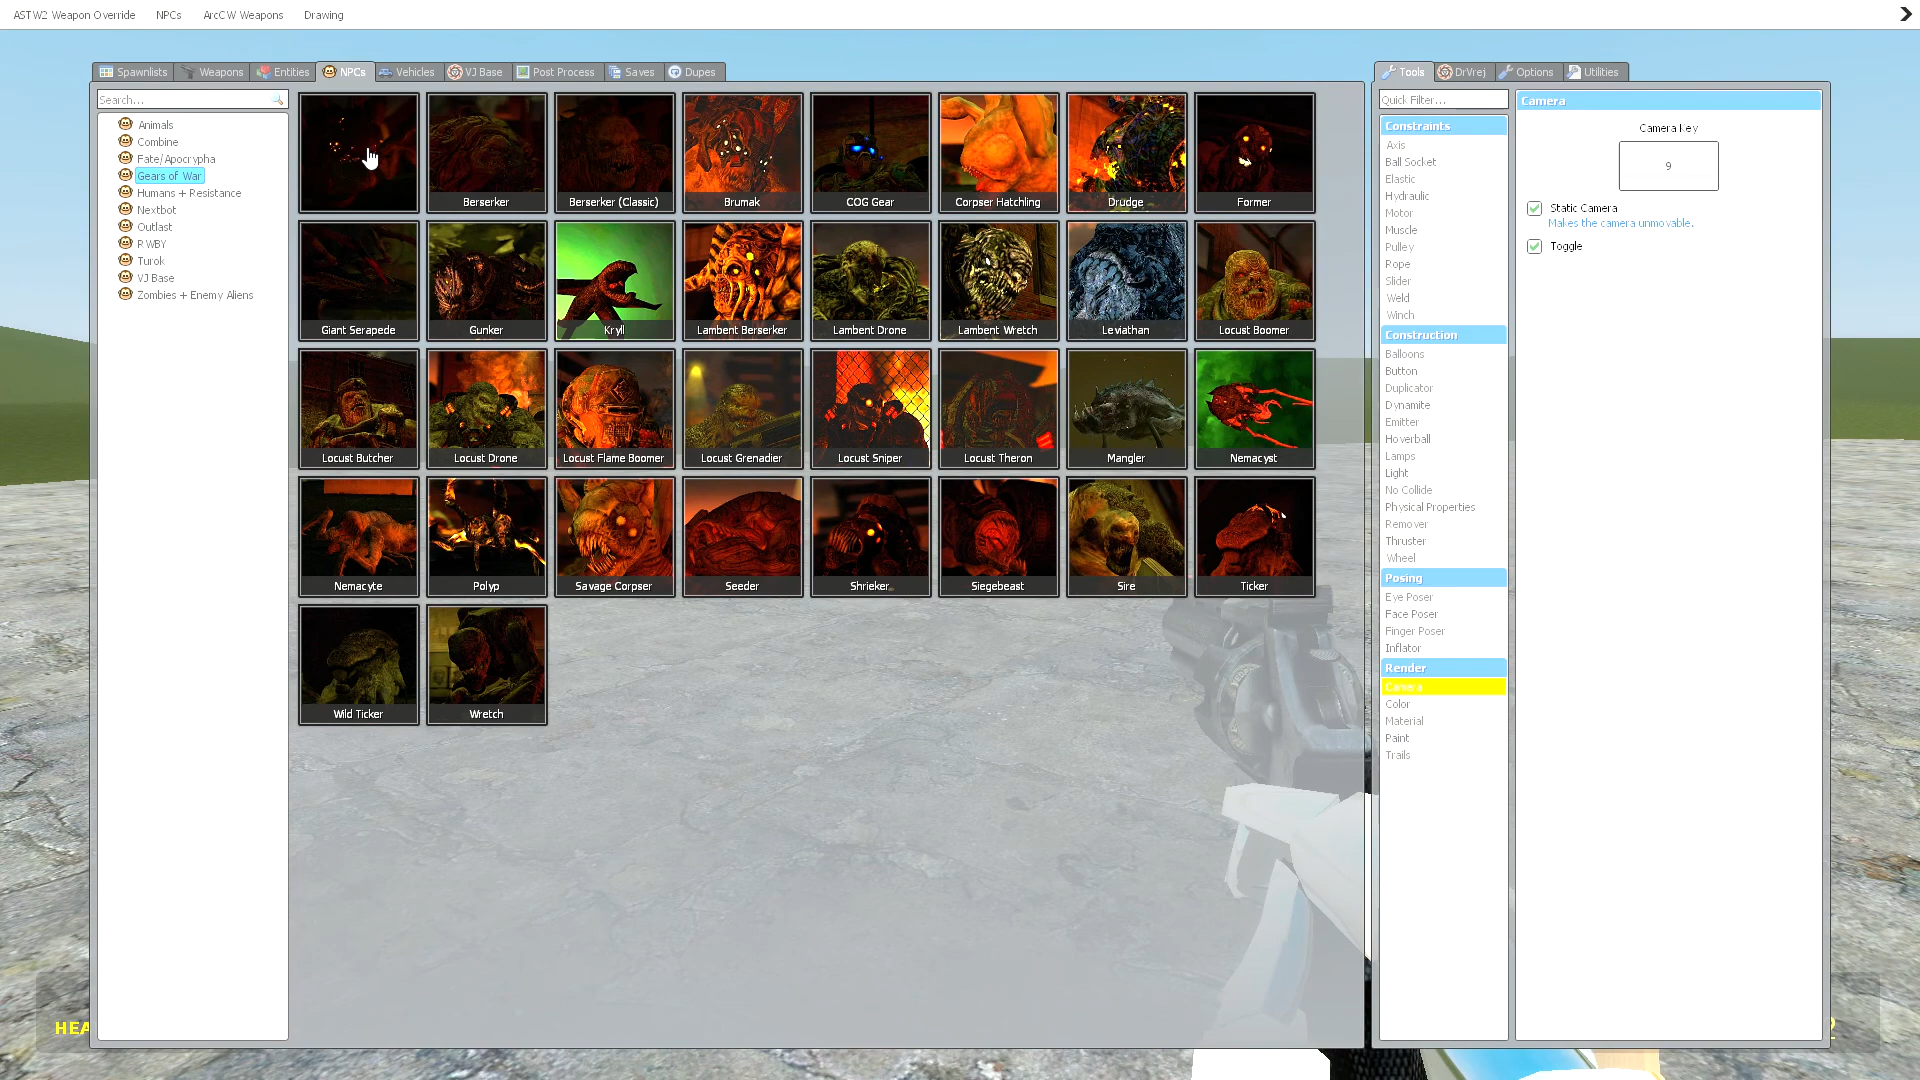 ASTW2 Weapon Override NPCs ArcCW Weapons Drawing
Spawnlists Weapons Entities NPCs Vehicles VJ Base Post Process Saves Dupes
Search...
Animals
Combine
Fate/Apocrypha
Gears of War
Humans + Resistance
Nextbot
Outlast
RWBY
Turok
VJ Base
Zombies + Enemy Aliens
Berserker Berserker (Classic) Brumak COG Gear Corpser Hatchling Drudge Former
Giant Serapede Gunker Kryll Lambent Berserker Lambent Drone Lambent Wretch Leviathan Locust Boomer
Locust Butcher Locust Drone Locust Flame Boomer Locust Grenadier Locust Sniper Locust Theron Mangler Nemacyst
Nemacyte Polyp Savage Corpser Seeder Shrieker Siegebeast Sire Ticker
Wild Ticker Wretch
Tools DrVrej Options Utilities
Quick Filter...
Constraints
Axis
Ball Socket
Elastic
Hydraulic
Motor
Muscle
Pulley
Rope
Slider
Weld
Winch
Construction
Balloons
Button
Duplicator
Dynamite
Emitter
Hoverball
Lamps
Light
No Collide
Physical Properties
Remover
Thruster
Wheel
Posing
Eye Poser
Face Poser
Finger Poser
Inflator
Render
Camera
Color
Material
Paint
Trails
Camera
Camera Key
9
Static Camera
Makes the camera unmovable.
Toggle
HEA